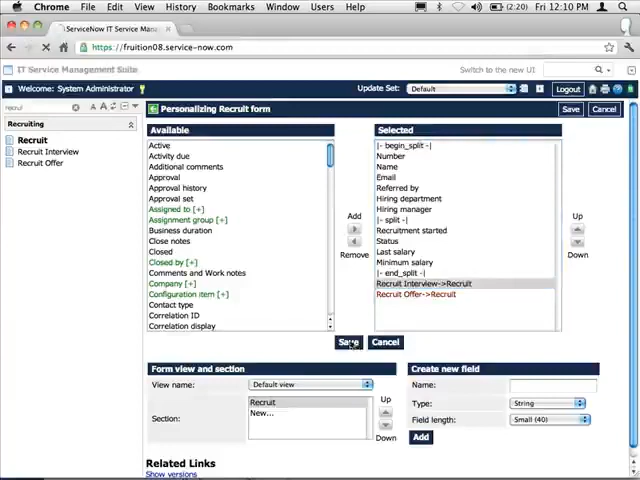 Chrome File Edit View History Bookmarks Window Users Help (2:20) Fri 12:10 PM
ServiceNow IT Service Mana
https://fruition08.service-now.com
IT Service Management Suite Switch to the new UI
Welcome: System Administrator Update Set: Default Logout
recrui
Personalizing Recruit form Save Cancel
Recruiting
Recruit
Recruit Interview
Recruit Offer
Available
Active
Activity due
Additional comments
Approval
Approval history
Approval set
Assigned to [+]
Assignment group [+]
Business duration
Close notes
Closed
Closed by [+]
Comments and Work notes
Company [+]
Configuration item [+]
Contact type
Correlation ID
Correlation display
Add
Remove
Selected
|- begin_split -|
Number
Name
Email
Referred by
Hiring department
Hiring manager
|- split -|
Recruitment started
Status
Last salary
Minimum salary
|- end_split -|
Recruit Interview->Recruit
Recruit Offer->Recruit
Up
Down
Save Cancel
Form view and section
View name: Default view
Section: Recruit
New...
Up
Down
Create new field
Name:
Type: String
Field length: Small (40)
Add
Related Links
Show versions